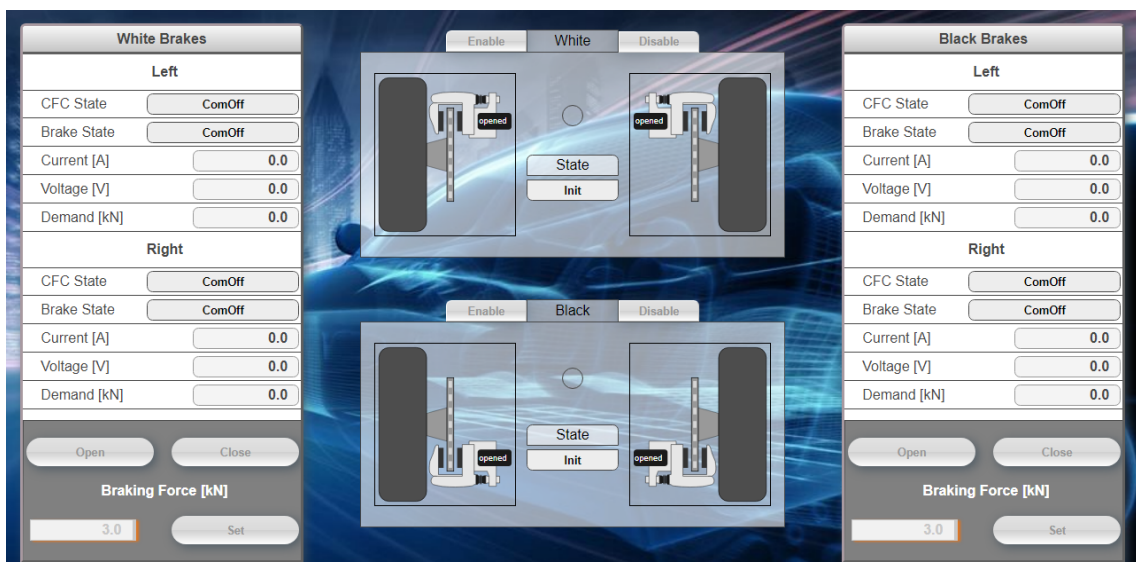 White Brakes
Left
CFC State ComOff
Brake State ComOff
Current [A] 0.0
Voltage [V] 0.0
Demand [kN] 0.0
Right
CFC State ComOff
Brake State ComOff
Current [A] 0.0
Voltage [V] 0.0
Demand [kN] 0.0
Open Close
Braking Force [kN]
3.0 Set
Enable White Disable
opened opened
State
Init
Enable Black Disable
State
opened Init opened
Black Brakes
Left
CFC State ComOff
Brake State ComOff
Current [A] 0.0
Voltage [V] 0.0
Demand [kN] 0.0
Right
CFC State ComOff
Brake State ComOff
Current [A] 0.0
Voltage [V] 0.0
Demand [kN] 0.0
Open Close
Braking Force [kN]
3.0 Set